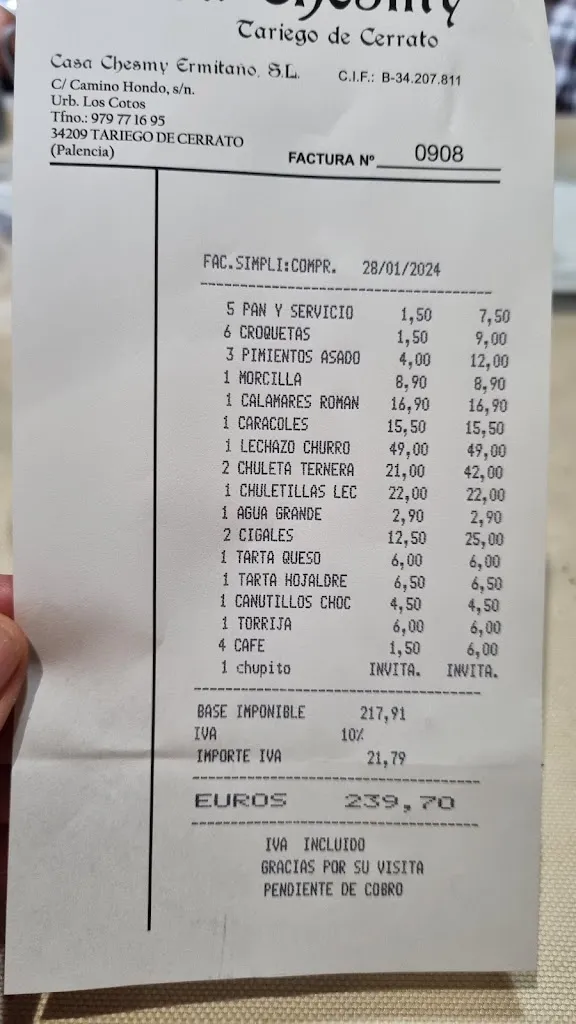 Chesmy
Tariego de Cerrato
Casa Chesmy Ermitaño, S.L.
C.I.F.: B-34.207.811
C/ Camino Hondo, s/n.
Urb. Los Cotos
Tfno.: 979 77 16 95
34209 TARIEGO DE CERRATO
(Palencia)
FACTURA Nº 0908
FAC.SIMPLI:COMPR. 28/01/2024
5 PAN Y SERVICIO 1,50 7,50
6 CROQUETAS 1,50 9,00
3 PIMIENTOS ASADO 4,00 12,00
1 MORCILLA 8,90 8,90
1 CALAMARES ROMAN 16,90 16,90
1 CARACOLES 15,50 15,50
1 LECHAZO CHURRO 49,00 49,00
2 CHULETA TERNERA 21,00 42,00
1 CHULETILLAS LEC 22,00 22,00
1 AGUA GRANDE 2,90 2,90
2 CIGALES 12,50 25,00
1 TARTA QUESO 6,00 6,00
1 TARTA HOJALDRE 6,50 6,50
1 CANUTILLOS CHOC 4,50 4,50
1 TORRIJA 6,00 6,00
4 CAFE 1,50 6,00
1 chupito INVITA. INVITA.
BASE IMPONIBLE 217,91
IVA 10%
IMPORTE IVA 21,79
EUROS 239,70
IVA INCLUIDO
GRACIAS POR SU VISITA
PENDIENTE DE COBRO